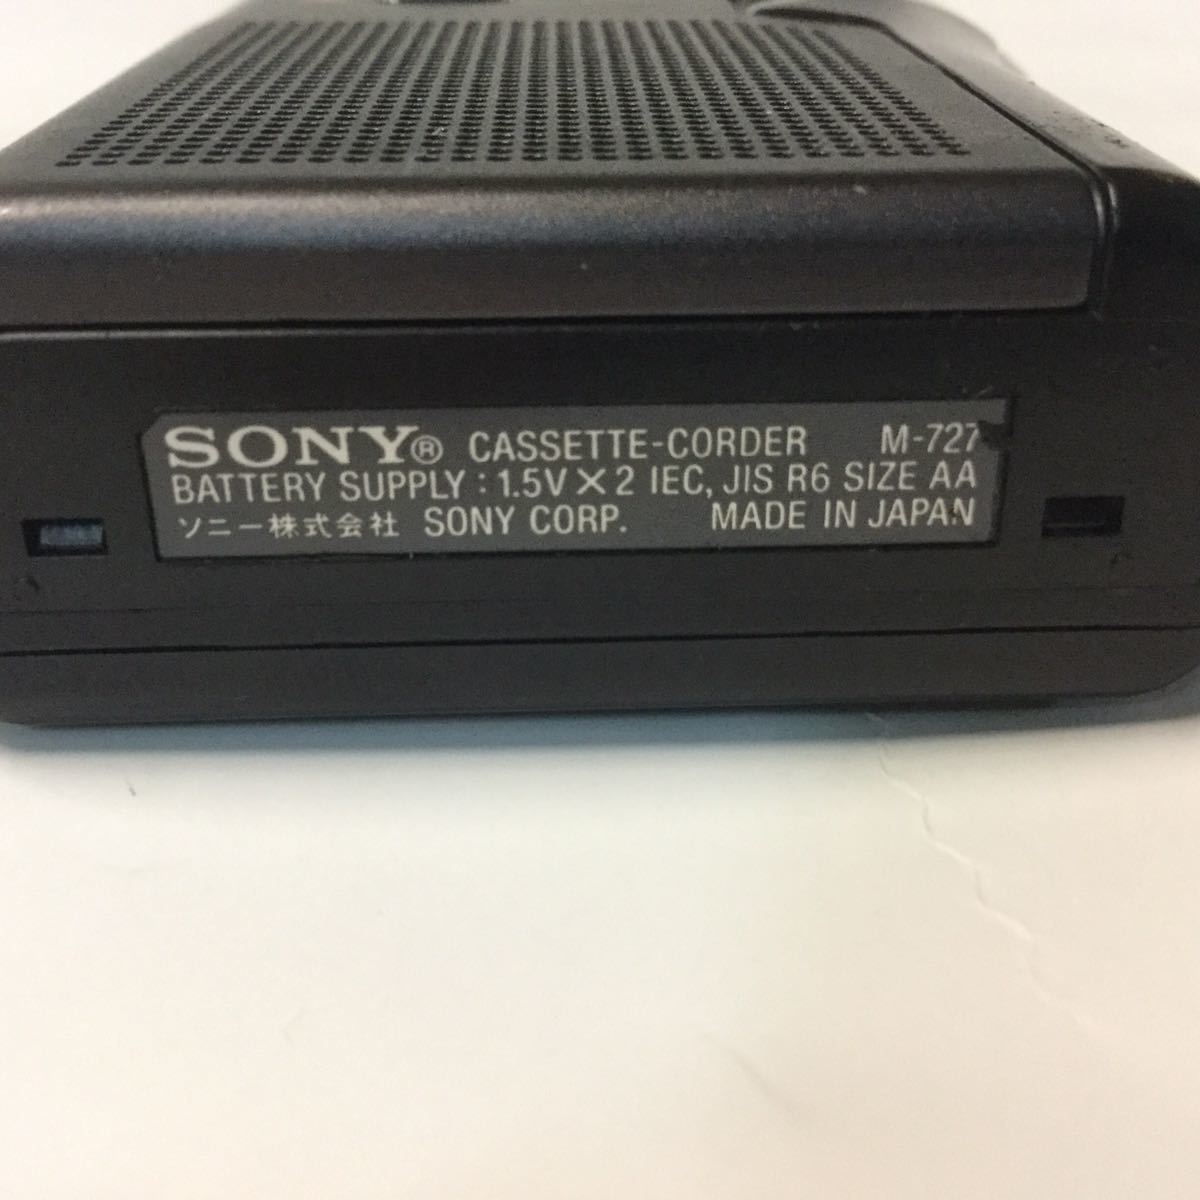 SONY® CASSETTE-CORDER M-727
BATTERY SUPPLY : 1.5V×2 IEC, JIS R6 SIZE AA
ソニー株式会社 SONY CORP. MADE IN JAPAN